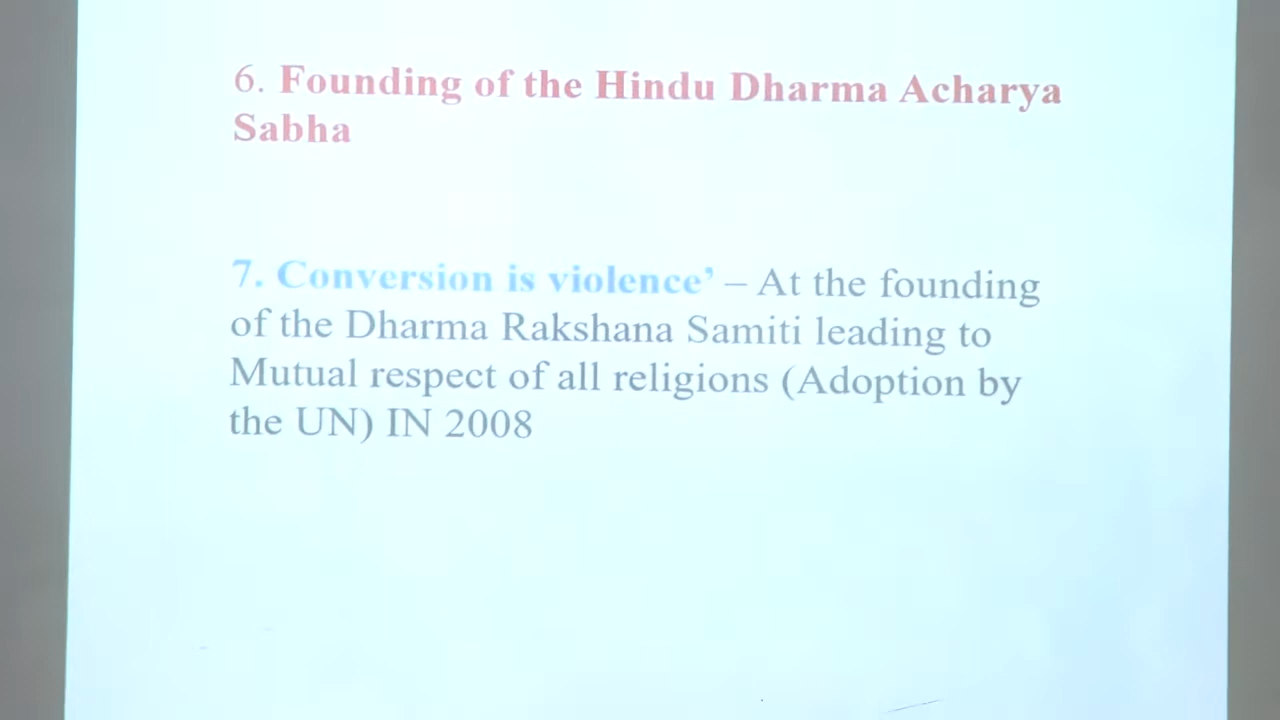 6. Founding of the Hindu Dharma Acharya
Sabha
7. Conversion is violence’ – At the founding
of the Dharma Rakshana Samiti leading to
Mutual respect of all religions (Adoption by
the UN) IN 2008